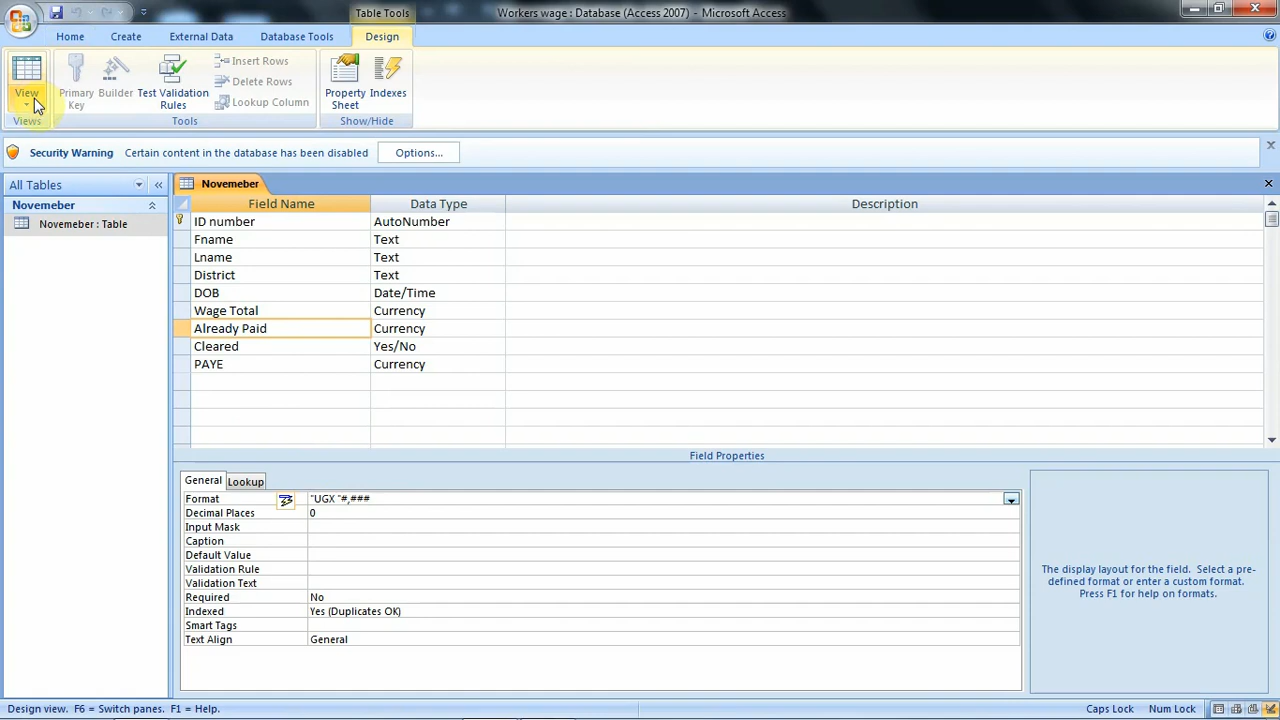 Table Tools
Workers wage : Database (Access 2007) - Microsoft Access
Home
Create
External Data
Database Tools
Design
View
Primary Key
Builder
Test Validation Rules
Insert Rows
Delete Rows
Lookup Column
Property Sheet
Indexes
Views
Tools
Show/Hide
Security Warning
Certain content in the database has been disabled
Options...
All Tables
Novemeber
Novemeber : Table
Novemeber
Field Name Data Type Description
ID number AutoNumber
Fname Text
Lname Text
District Text
DOB Date/Time
Wage Total Currency
Already Paid Currency
Cleared Yes/No
PAYE Currency
Field Properties
General Lookup
Format "UGX "#,###
Decimal Places 0
Input Mask
Caption
Default Value
Validation Rule
Validation Text
Required No
Indexed Yes (Duplicates OK)
Smart Tags
Text Align General
The display layout for the field. Select a pre-
defined format or enter a custom format.
Press F1 for help on formats.
Design view. F6 = Switch panes. F1 = Help.
Caps Lock
Num Lock